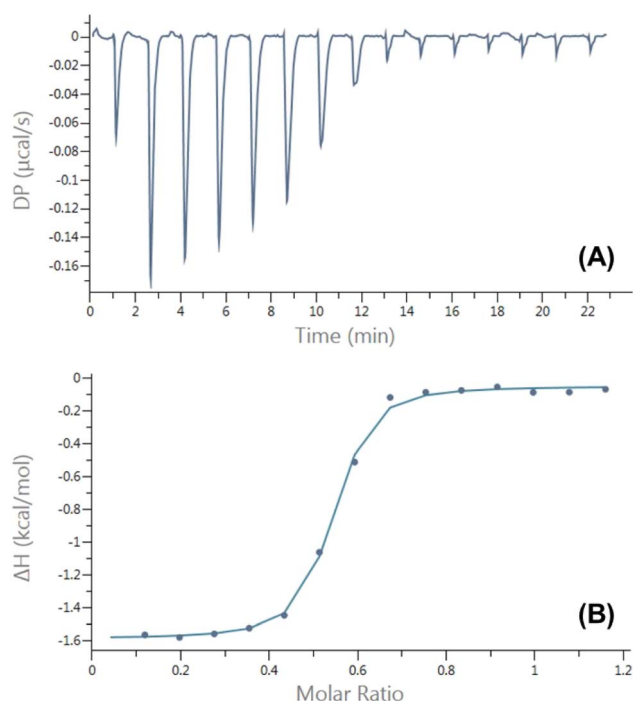 0
-0.02
-0.04
-0.06
-0.08
-0.1
-0.12
-0.14
-0.16
DP (µcal/s)
(A)
0 2 4 6 8 10 12 14 16 18 20 22
Time (min)
0
-0.2
-0.4
-0.6
-0.8
-1
-1.2
-1.4
-1.6
ΔH (kcal/mol)
(B)
0 0.2 0.4 0.6 0.8 1 1.2
Molar Ratio